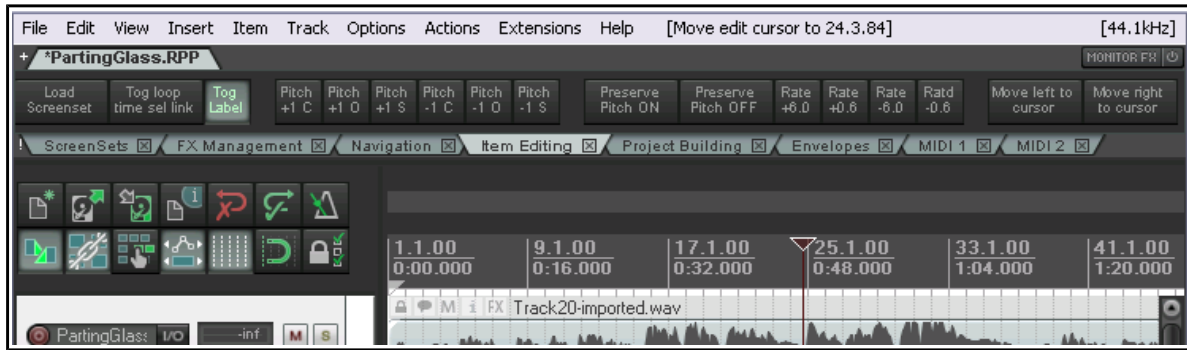 File Edit View Insert Item Track Options Actions Extensions Help [Move edit cursor to 24.3.84] [44.1kHz]
+ *PartingGlass.RPP MONITOR FX
Load Screenset Tog loop time sel link Tog Label Pitch +1 C Pitch +1 O Pitch +1 S Pitch -1 C Pitch -1 O Pitch -1 S Preserve Pitch ON Preserve Pitch OFF Rate +6.0 Rate +0.6 Rate -6.0 Ratd -0.6 Move left to cursor Move right to cursor
! ScreenSets FX Management Navigation Item Editing Project Building Envelopes MIDI 1 MIDI 2
1.1.00 9.1.00 17.1.00 25.1.00 33.1.00 41.1.00
0:00.000 0:16.000 0:32.000 0:48.000 1:04.000 1:20.000
M i FX Track20-imported.wav
PartingGlass I/O -inf M S